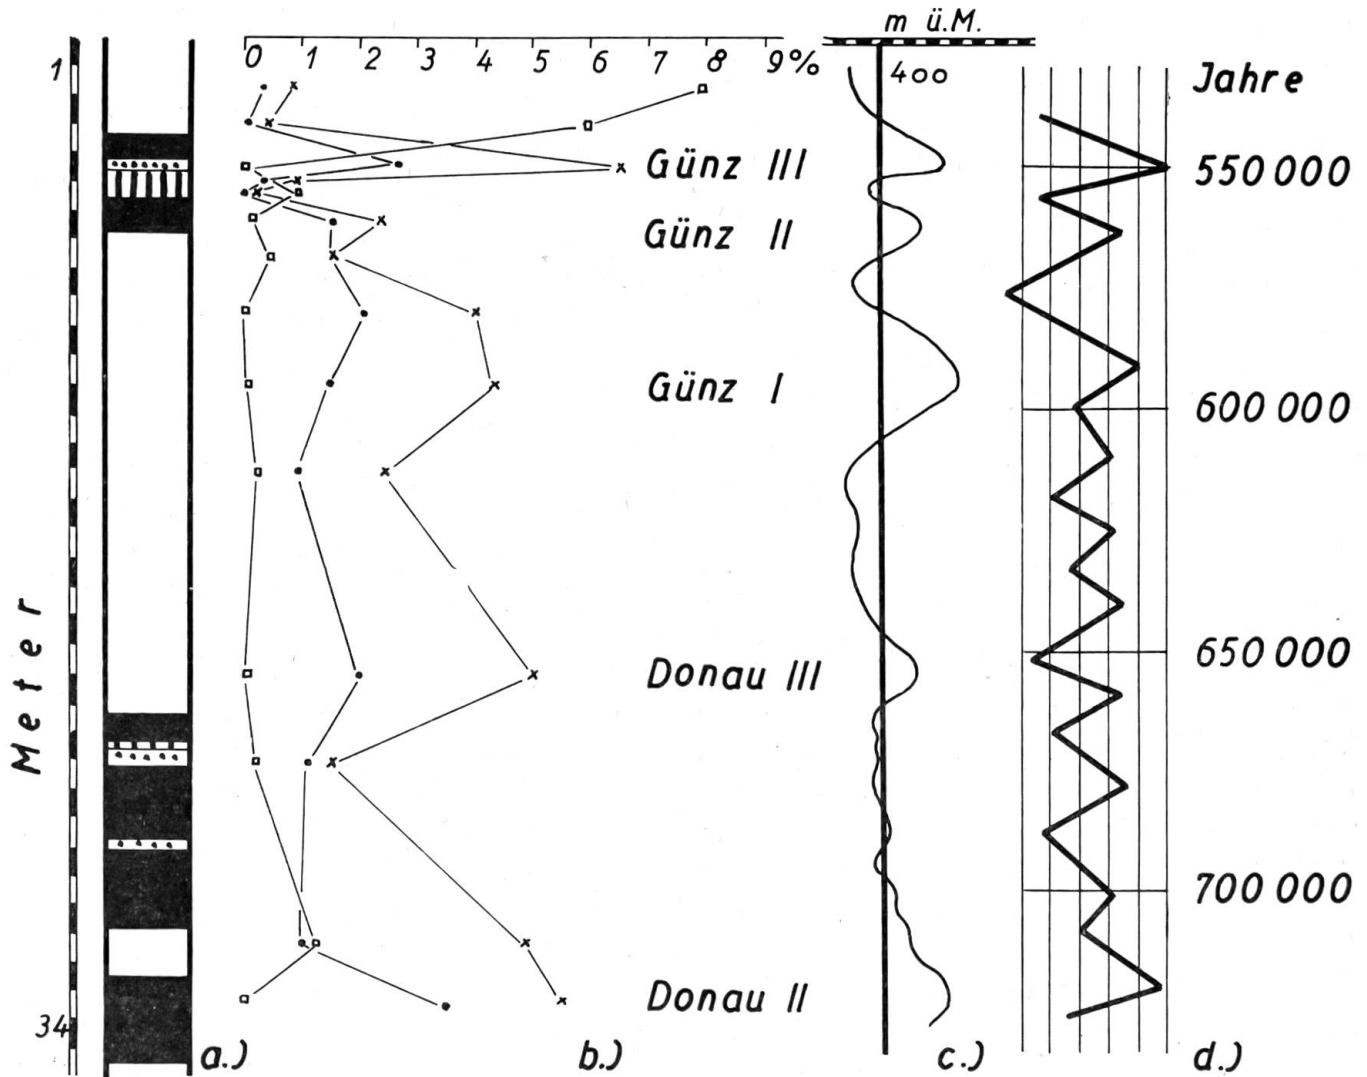 m ü.M.
0 1 2 3 4 5 6 7 8 9%
1
400
Jahre
Günz III
550 000
Günz II
Günz I
600 000
Meter
650 000
Donau III
700 000
Donau II
34
a.) b.) c.) d.)